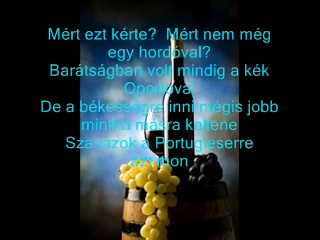 Mért ezt kérte?  Mért nem még
egy hordóval?
Barátságban volt mindig a kék
Oportóval
De a békességre inni mégis jobb
mintha másra kellene
Szavazok a Portugieserre
itthon